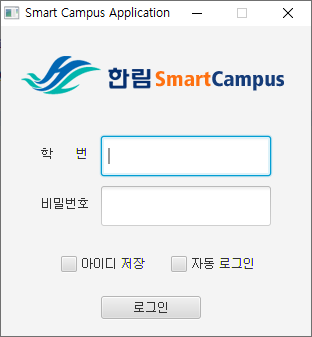 Smart Campus Application
한림 SmartCampus
학 번
비밀번호
아이디 저장 자동 로그인
로그인